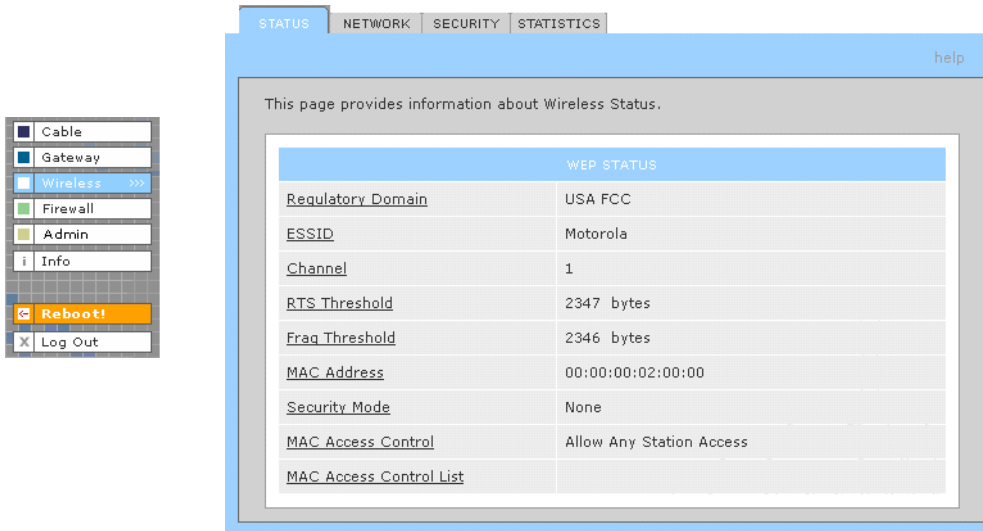 STATUS NETWORK SECURITY STATISTICS
help
This page provides information about Wireless Status.
Cable
Gateway
Wireless >>>
Firewall
Admin
i Info
Reboot!
X Log Out
WEP STATUS
Regulatory Domain USA FCC
ESSID Motorola
Channel 1
RTS Threshold 2347 bytes
Frag Threshold 2346 bytes
MAC Address 00:00:00:02:00:00
Security Mode None
MAC Access Control Allow Any Station Access
MAC Access Control List